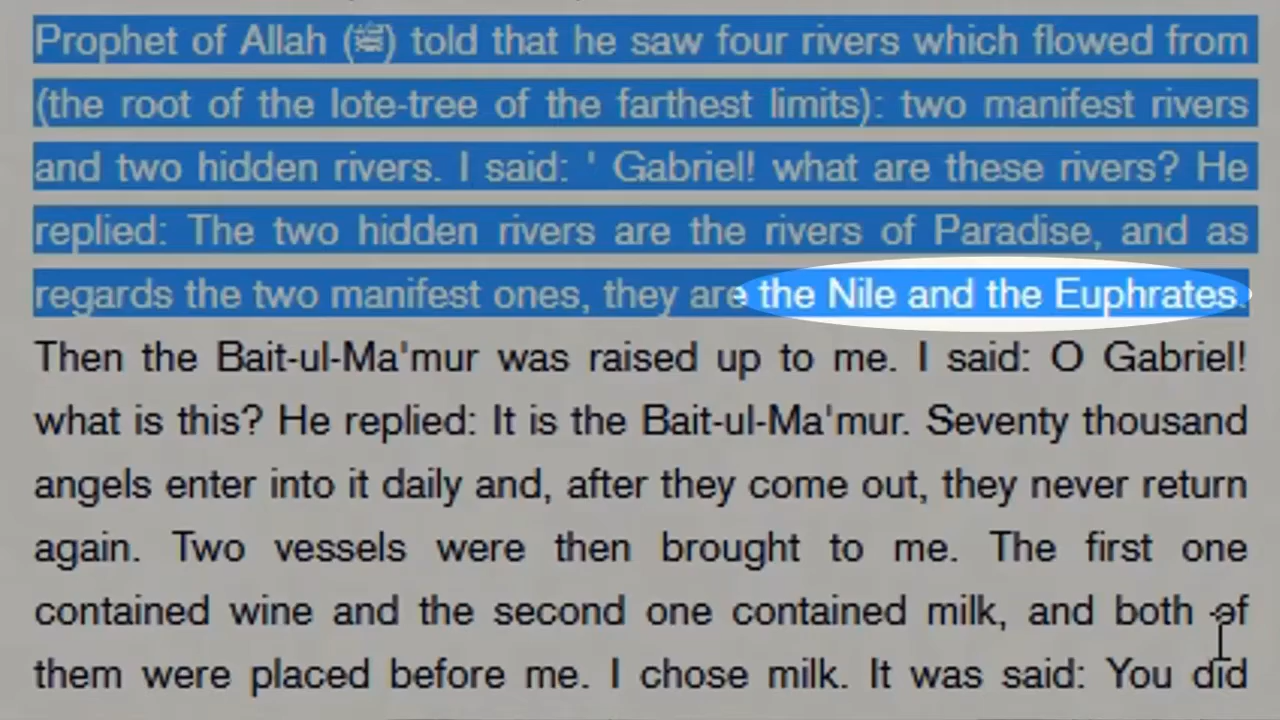 Prophet of Allah (ﷺ) told that he saw four rivers which flowed from
(the root of the lote-tree of the farthest limits): two manifest rivers
and two hidden rivers. I said: ' Gabriel! what are these rivers? He
replied: The two hidden rivers are the rivers of Paradise, and as
regards the two manifest ones, they are the Nile and the Euphrates.
Then the Bait-ul-Ma'mur was raised up to me. I said: O Gabriel!
what is this? He replied: It is the Bait-ul-Ma'mur. Seventy thousand
angels enter into it daily and, after they come out, they never return
again. Two vessels were then brought to me. The first one
contained wine and the second one contained milk, and both of
them were placed before me. I chose milk. It was said: You did